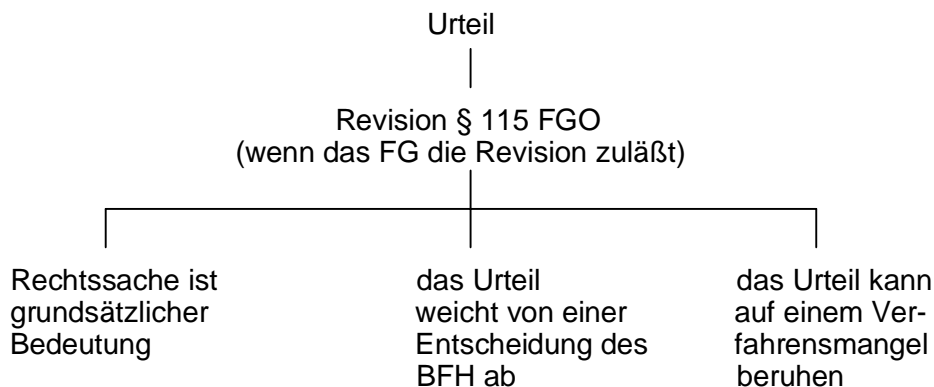 Urteil
Revision § 115 FGO
(wenn das FG die Revision zuläßt)
Rechtssache ist
grundsätzlicher
Bedeutung
das Urteil
weicht von einer
Entscheidung des
BFH ab
das Urteil kann
auf einem Ver-
fahrensmangel
beruhen